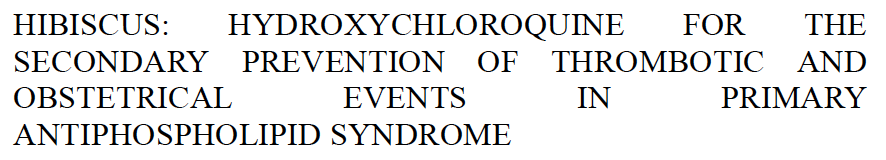 HIBISCUS: HYDROXYCHLOROQUINE FOR THE
SECONDARY PREVENTION OF THROMBOTIC AND
OBSTETRICAL EVENTS IN PRIMARY
ANTIPHOSPHOLIPID SYNDROME